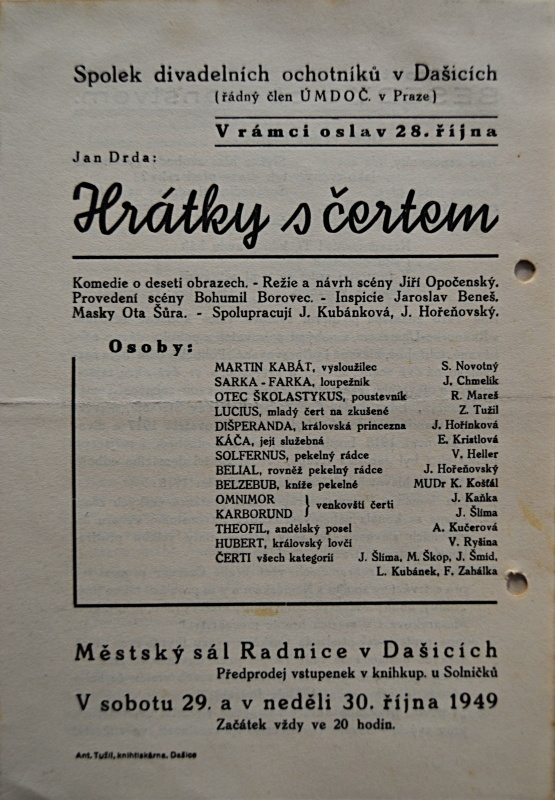 Spolek divadelních ochotníků v Dašicích
(řádný člen ÚMDOČ. v Praze)
V rámci oslav 28. října
Jan Drda:
Hrátky s čertem
Komedie o deseti obrazech. - Režie a návrh scény Jiří Opočenský.
Provedení scény Bohumil Borovec. - Inspicie Jaroslav Beneš.
Masky Ota Šůra. - Spolupracují J. Kubánková, J. Hořeňovský.
Osoby:
MARTIN KABÁT, vysloužilec S. Novotný
SARKA - FARKA, loupežník J. Chmelík
OTEC ŠKOLASTYKUS, poustevník R. Mareš
LUCIUS, mladý čert na zkušené Z. Tužil
DIŠPERANDA, královská princezna J. Hořínková
KÁČA, její služebná E. Kristlová
SOLFERNUS, pekelný rádce V. Heller
BELIAL, rovněž pekelný rádce J. Hořeňovský
BELZEBUB, kníže pekelné MUDr K. Košťál
OMNIMOR } venkovští čerti J. Kaňka
KARBORUND J. Šlíma
THEOFIL, andělský posel A. Kučerová
HUBERT, královský lovčí V. Ryšina
ČERTI všech kategorií J. Šlíma, M. Škop, J. Šmíd,
L. Kubánek, F. Zahálka
Městský sál Radnice v Dašicích
Předprodej vstupenek v knihkup. u Solničků
V sobotu 29. a v neděli 30. října 1949
Začátek vždy ve 20 hodin.
Ant. Tužil, knihtiskárna, Dašice